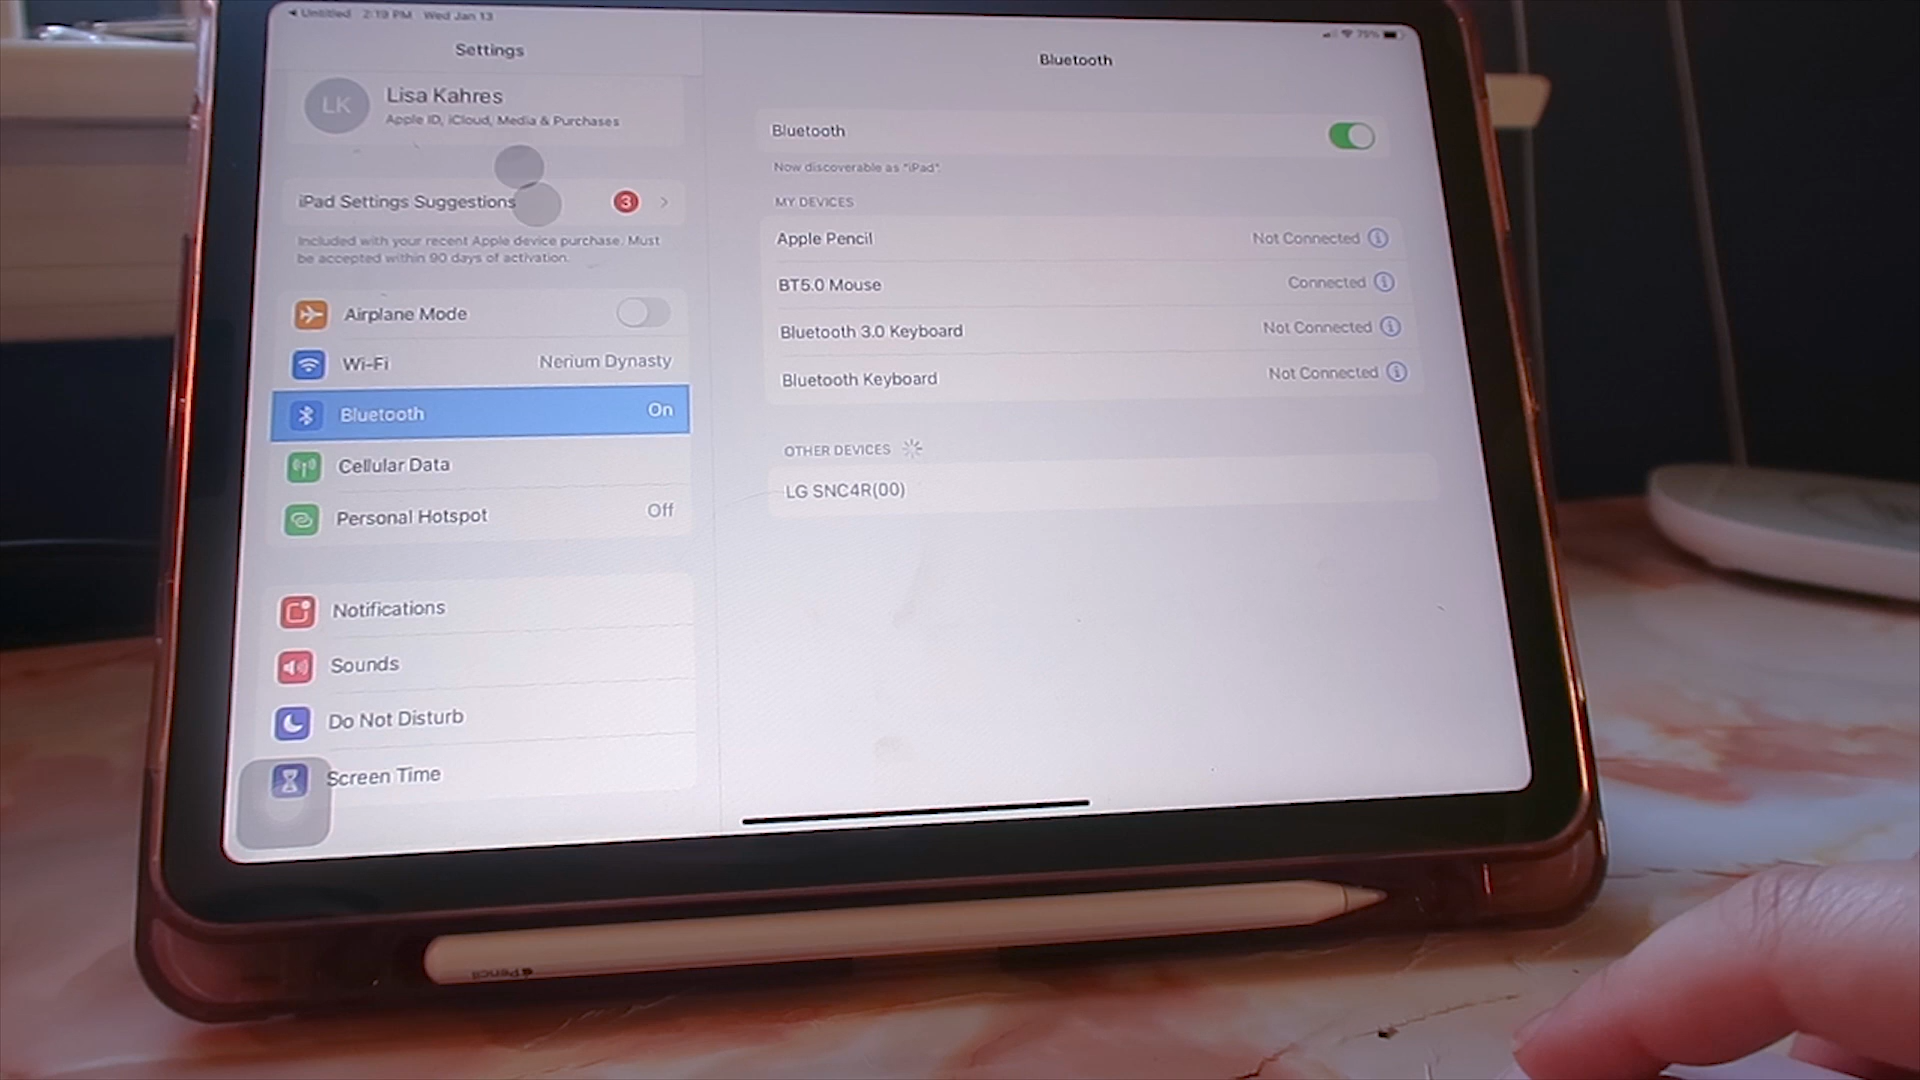 Untitled 2:19 PM Wed Jan 13
75%
Settings
LK
Lisa Kahres
Apple ID, iCloud, Media & Purchases
iPad Settings Suggestions 3
Included with your recent Apple device purchase. Must
be accepted within 90 days of activation.
Airplane Mode
Wi-Fi Nerium Dynasty
Bluetooth On
Cellular Data
Personal Hotspot Off
Notifications
Sounds
Do Not Disturb
Screen Time
Bluetooth
Bluetooth
Now discoverable as "iPad".
MY DEVICES
Apple Pencil Not Connected
BT5.0 Mouse Connected
Bluetooth 3.0 Keyboard Not Connected
Bluetooth Keyboard Not Connected
OTHER DEVICES
LG SNC4R(00)
Pencil